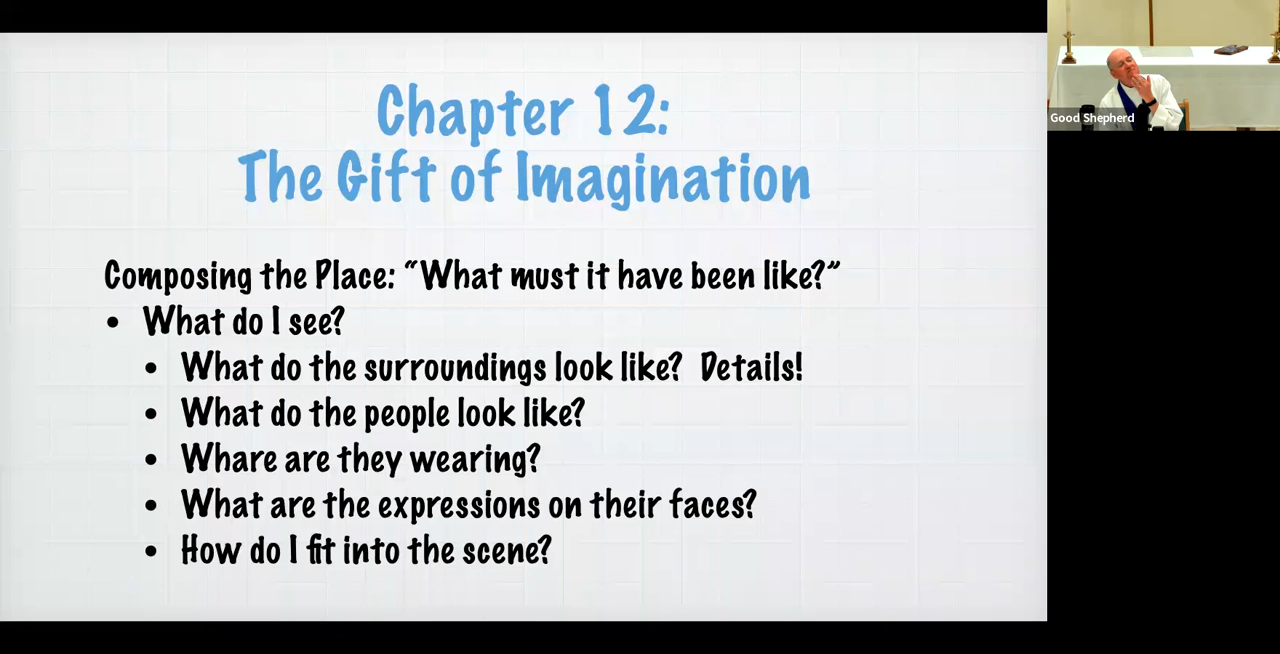 Chapter 12:
The Gift of Imagination
Composing the Place: “What must it have been like?”
• What do I see?
• What do the surroundings look like?  Details!
• What do the people look like?
• Whare are they wearing?
• What are the expressions on their faces?
• How do I fit into the scene?
Good Shepherd